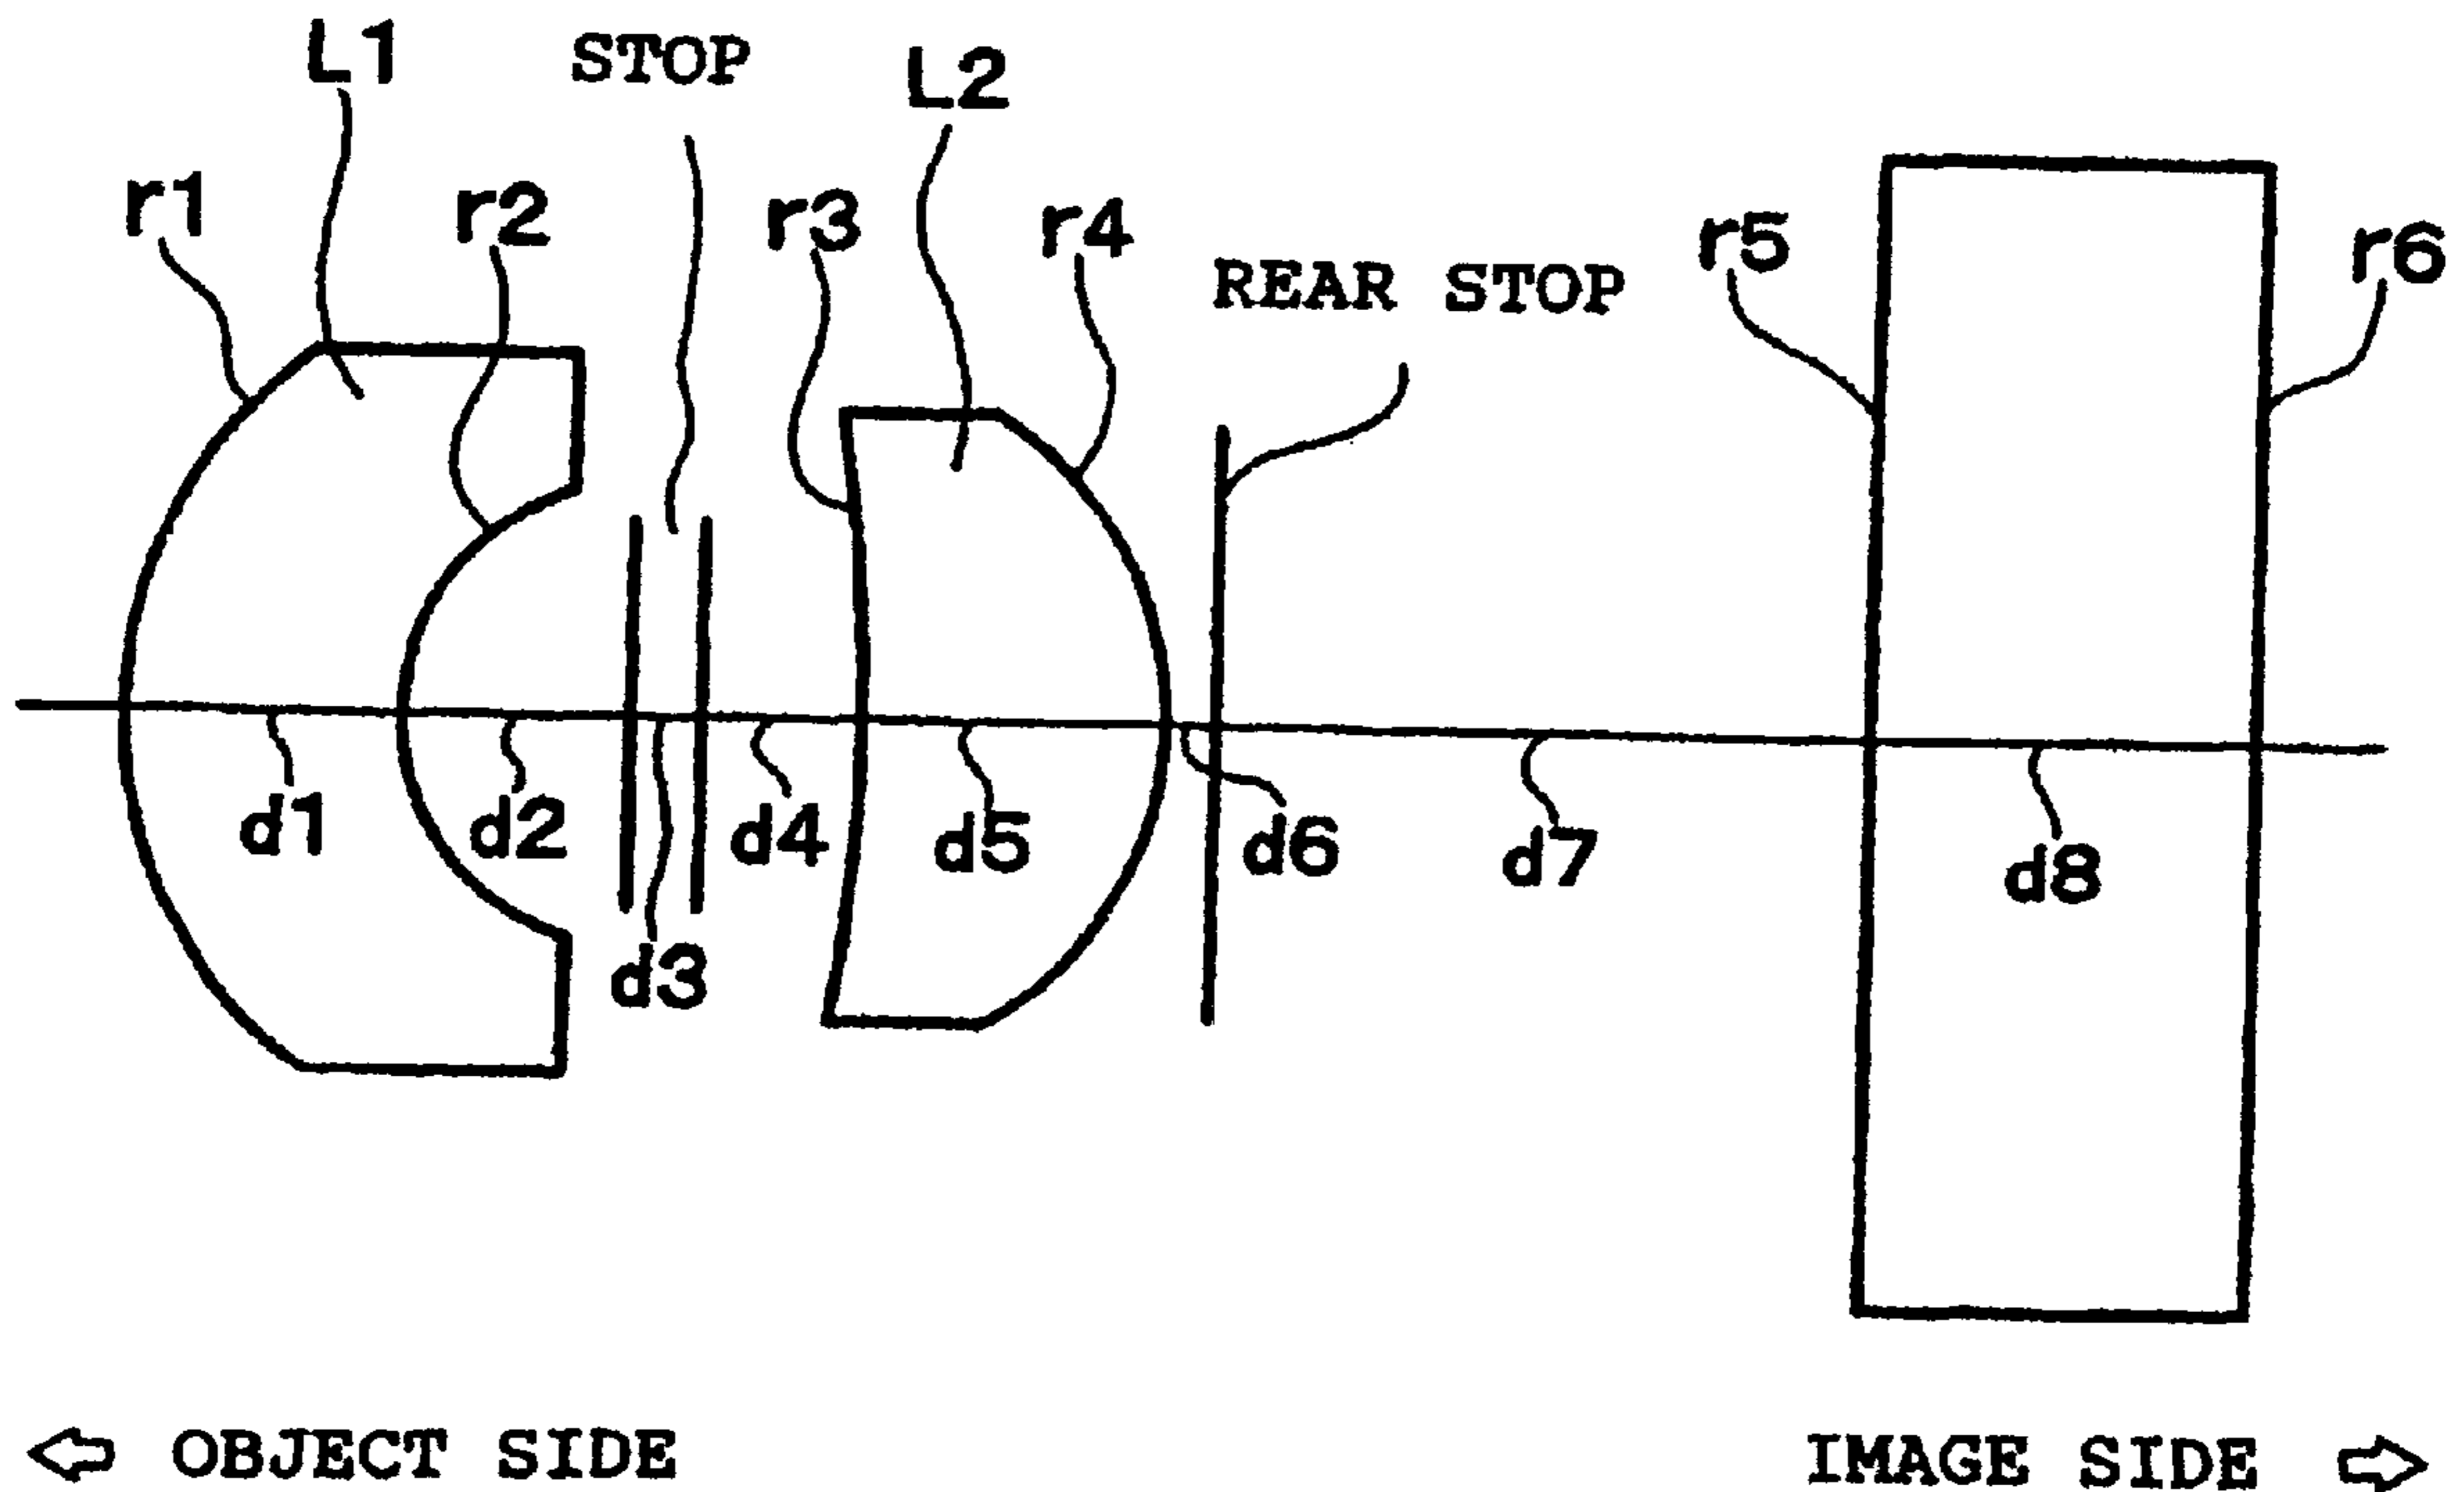 L1
STOP
L2
r1
r2
r3
r4
REAR STOP
r5
r6
d1
d2
d3
d4
d5
d6
d7
d8
OBJECT SIDE
IMAGE SIDE